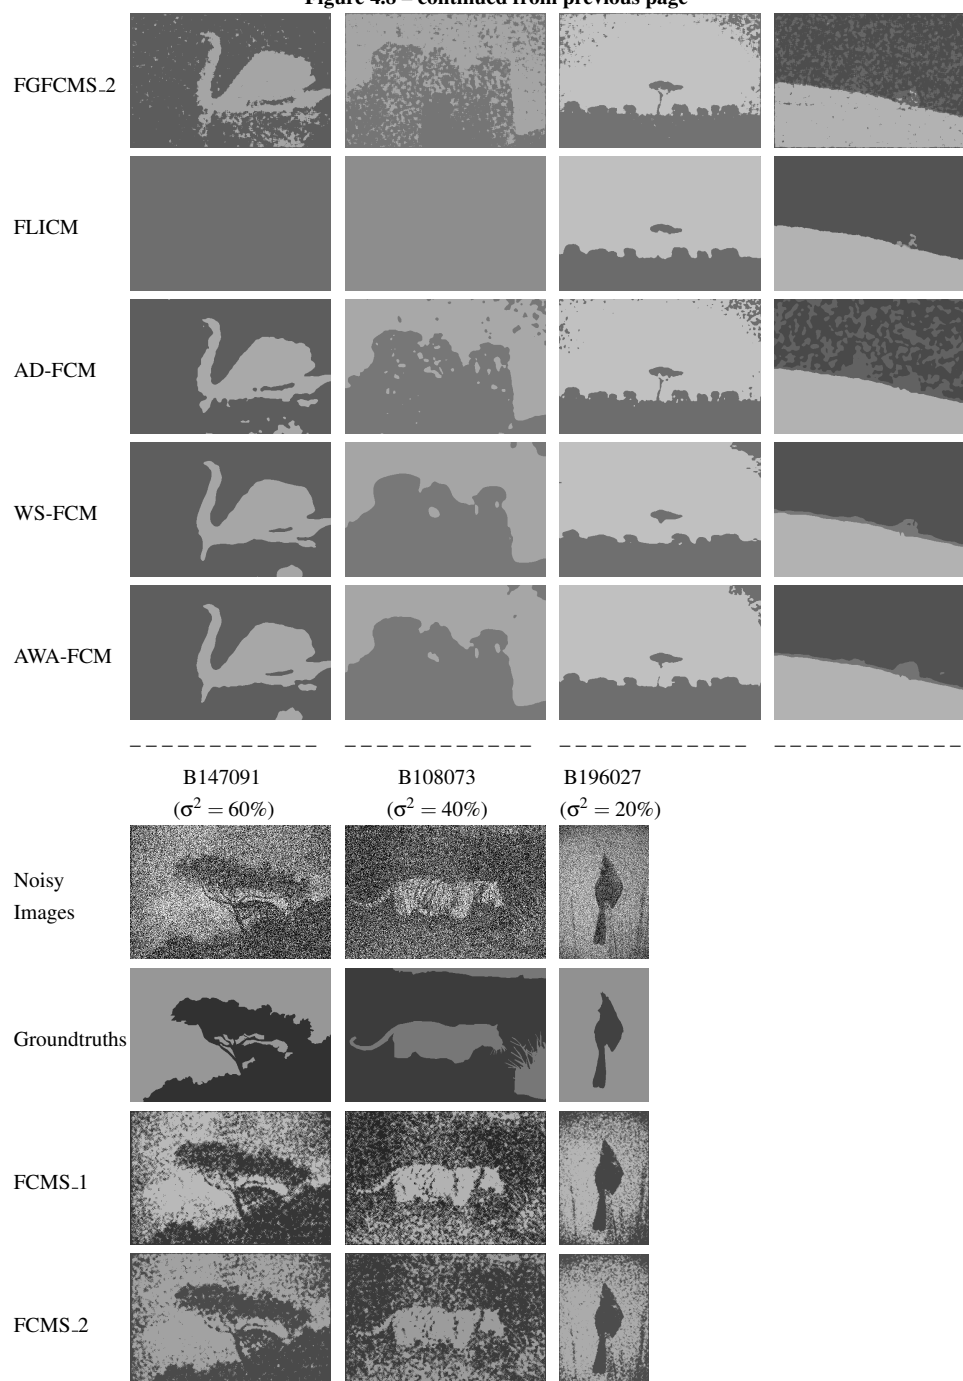 Figure 4.8 – continued from previous page
FGFCMS_2
FLICM
AD-FCM
WS-FCM
AWA-FCM
B147091 B108073 B196027
(σ² = 60%) (σ² = 40%) (σ² = 20%)
Noisy
Images
Groundtruths
FCMS_1
FCMS_2